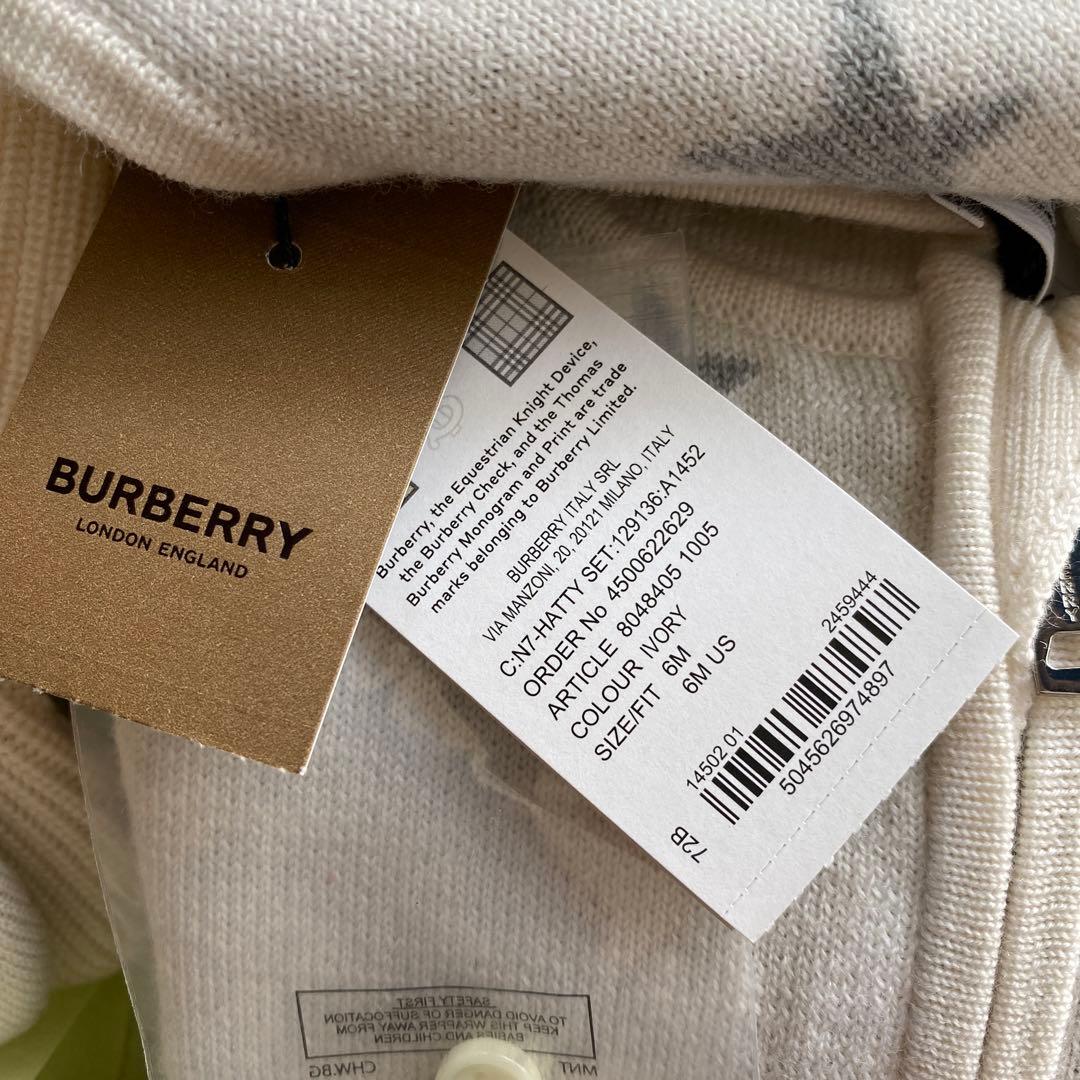 BURBERRY
LONDON ENGLAND
Burberry, the Equestrian Knight Device,
the Burberry Check, and the Thomas
Burberry Monogram and Print are trade
marks belonging to Burberry Limited.
BURBERRY ITALY SRL
VIA MANZONI, 20, 20121 MILANO, ITALY
C:N7-HATTY SET:129136:A1452
ORDER No 4500622629
ARTICLE 8048405 1005
COLOUR IVORY
SIZE/FIT 6M
6M US
14502 01 2459444
5045626974897
72B
SAFETY FIRST
TO AVOID DANGER OF SUFFOCATION
KEEP THIS WRAPPER AWAY FROM
BABIES AND CHILDREN
MNT CHW.BG